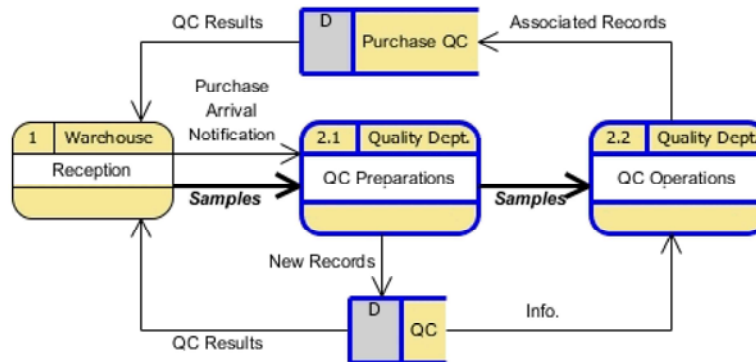 QC Results
D
Purchase QC
Associated Records
Purchase
Arrival
Notification
1 Warehouse
Reception
Samples
2.1 Quality Dept.
QC Preparations
Samples
2.2 Quality Dept.
QC Operations
New Records
D
QC
Info.
QC Results